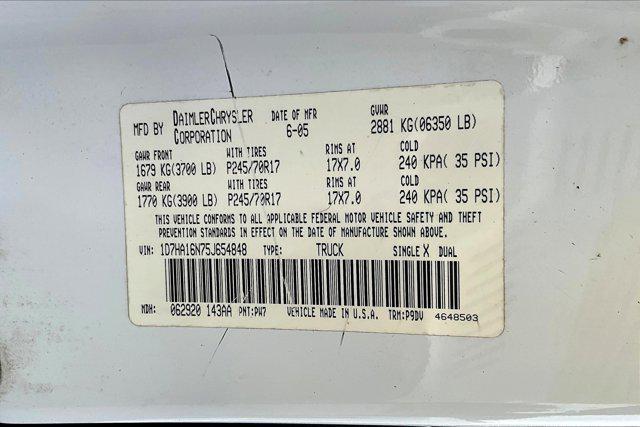 MFD BY DAIMLERCHRYSLER CORPORATION DATE OF MFR 6-05 GVWR 2881 KG(06350 LB)
GAWR FRONT WITH TIRES RIMS AT COLD
1679 KG(3700 LB) P245/70R17 17X7.0 240 KPA( 35 PSI)
GAWR REAR WITH TIRES RIMS AT COLD
1770 KG(3900 LB) P245/70R17 17X7.0 240 KPA( 35 PSI)
THIS VEHICLE CONFORMS TO ALL APPLICABLE FEDERAL MOTOR VEHICLE SAFETY AND THEFT
PREVENTION STANDARDS IN EFFECT ON THE DATE OF MANUFACTURE SHOWN ABOVE.
VIN: 1D7HA16N75J654848 TYPE: TRUCK SINGLE X DUAL
MDH: 062920 143AA PNT:PW7 VEHICLE MADE IN U.S.A. TRM:P9DV 4648503